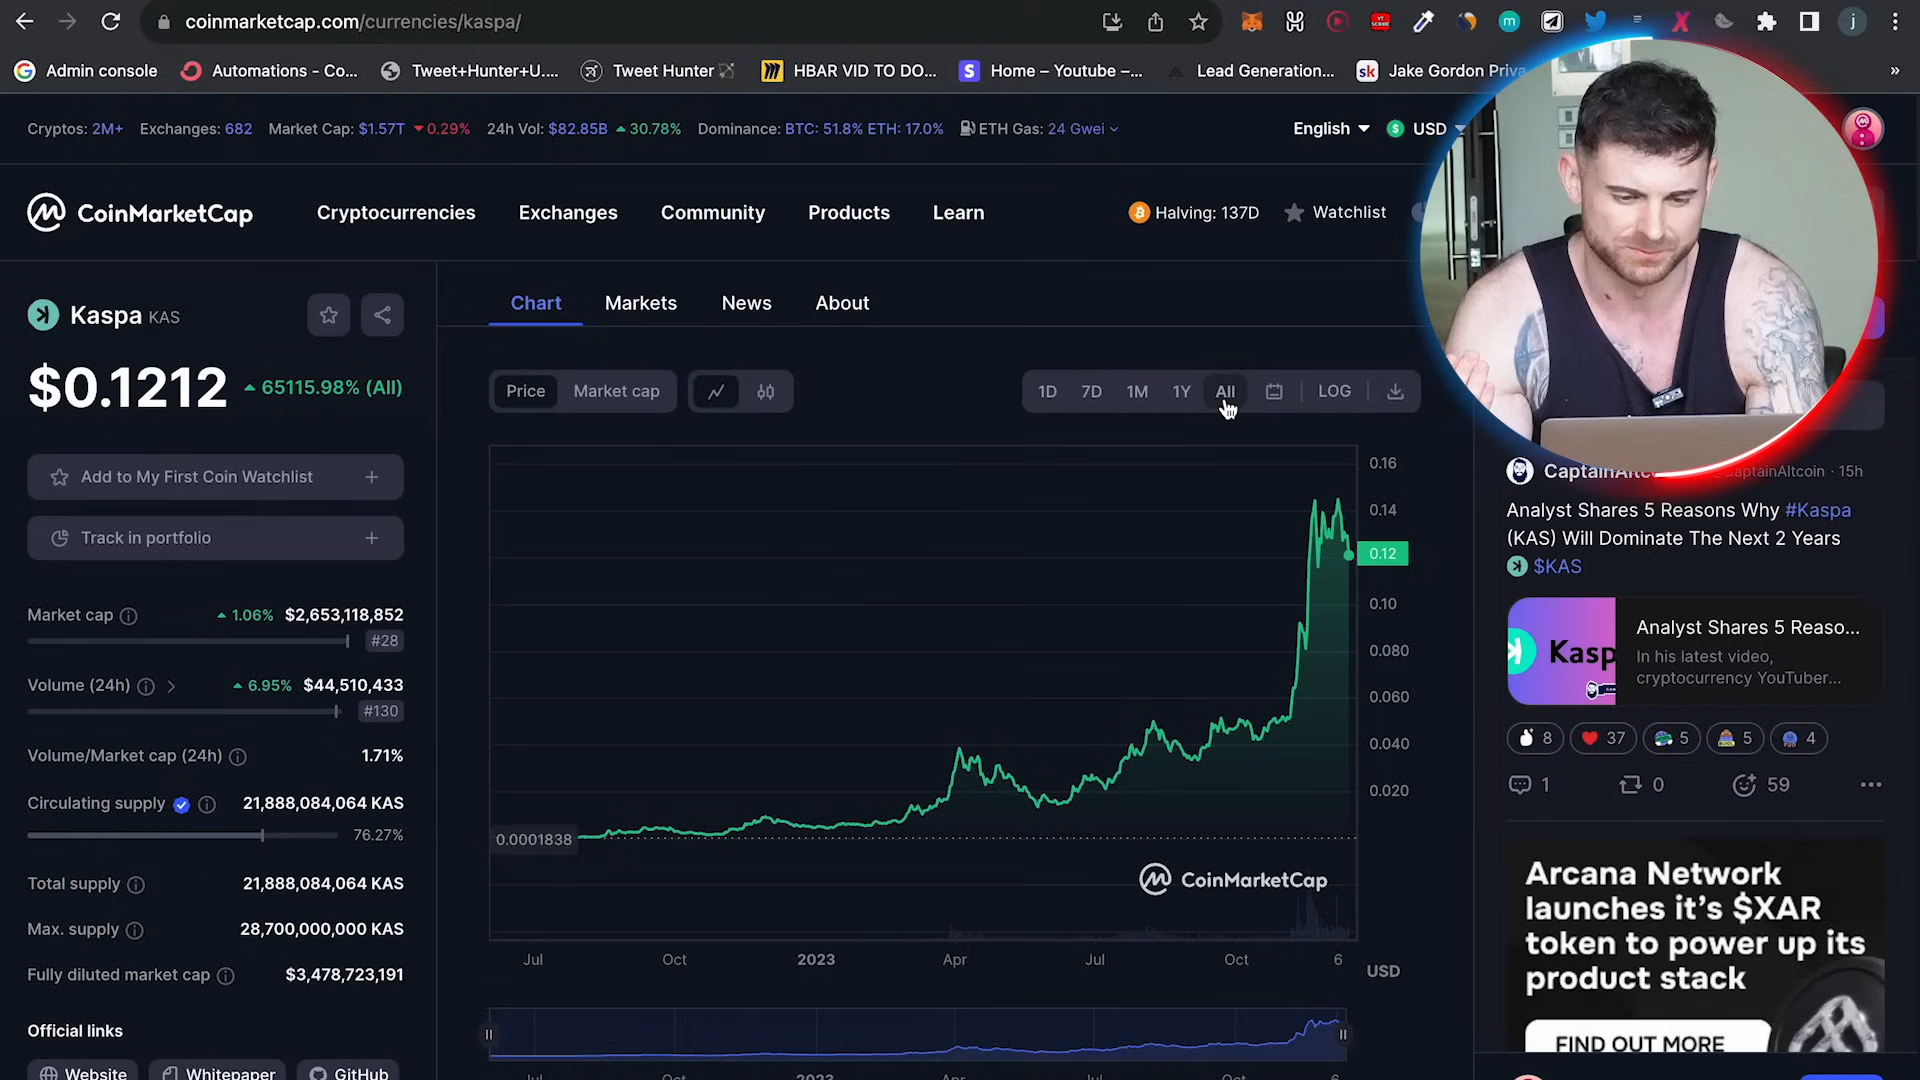 coinmarketcap.com/currencies/kaspa/
Admin console
Automations - Co...
Tweet+Hunter+U....
Tweet Hunter
HBAR VID TO DO...
Home – Youtube –...
Lead Generation...
Jake Gordon Priva
Cryptos: 2M+ Exchanges: 682 Market Cap: $1.57T 0.29% 24h Vol: $82.85B 30.78% Dominance: BTC: 51.8% ETH: 17.0% ETH Gas: 24 Gwei
English USD
CoinMarketCap
Cryptocurrencies Exchanges Community Products Learn
Halving: 137D Watchlist
Kaspa KAS
$0.1212 65115.98% (All)
Add to My First Coin Watchlist +
Track in portfolio +
Market cap 1.06% $2,653,118,852
#28
Volume (24h) 6.95% $44,510,433
#130
Volume/Market cap (24h) 1.71%
Circulating supply 21,888,084,064 KAS
76.27%
Total supply 21,888,084,064 KAS
Max. supply 28,700,000,000 KAS
Fully diluted market cap $3,478,723,191
Official links
Website Whitepaper GitHub
Chart Markets News About
Price Market cap
1D 7D 1M 1Y All LOG
0.16
0.14
0.12
0.10
0.080
0.060
0.040
0.020
0.0001838
CoinMarketCap
Jul Oct 2023 Apr Jul Oct 6
USD
Jul Oct 2023 Apr Jul Oct 6
CaptainAltc
CaptainAltcoin · 15h
Analyst Shares 5 Reasons Why #Kaspa
(KAS) Will Dominate The Next 2 Years
$KAS
Kasp
Analyst Shares 5 Reaso...
In his latest video,
cryptocurrency YouTuber...
8 37 5 5 4
1 0 59
Arcana Network
launches it's $XAR
token to power up its
product stack
FIND OUT MORE